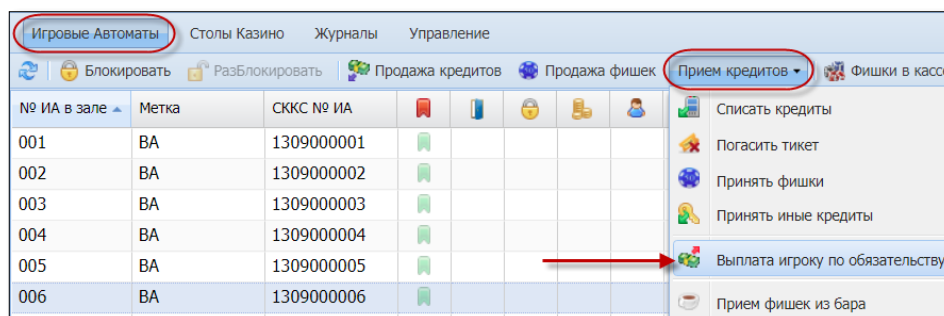 Игровые Автоматы Столы Казино Журналы Управление
Блокировать РазБлокировать Продажа кредитов Продажа фишек Прием кредитов Фишки в кассо
№ ИА в зале Метка СККС № ИА
Списать кредиты
001 ВА 1309000001
Погасить тикет
002 ВА 1309000002
Принять фишки
003 ВА 1309000003
Принять иные кредиты
004 ВА 1309000004
005 ВА 1309000005
Выплата игроку по обязательству
006 ВА 1309000006
Прием фишек из бара